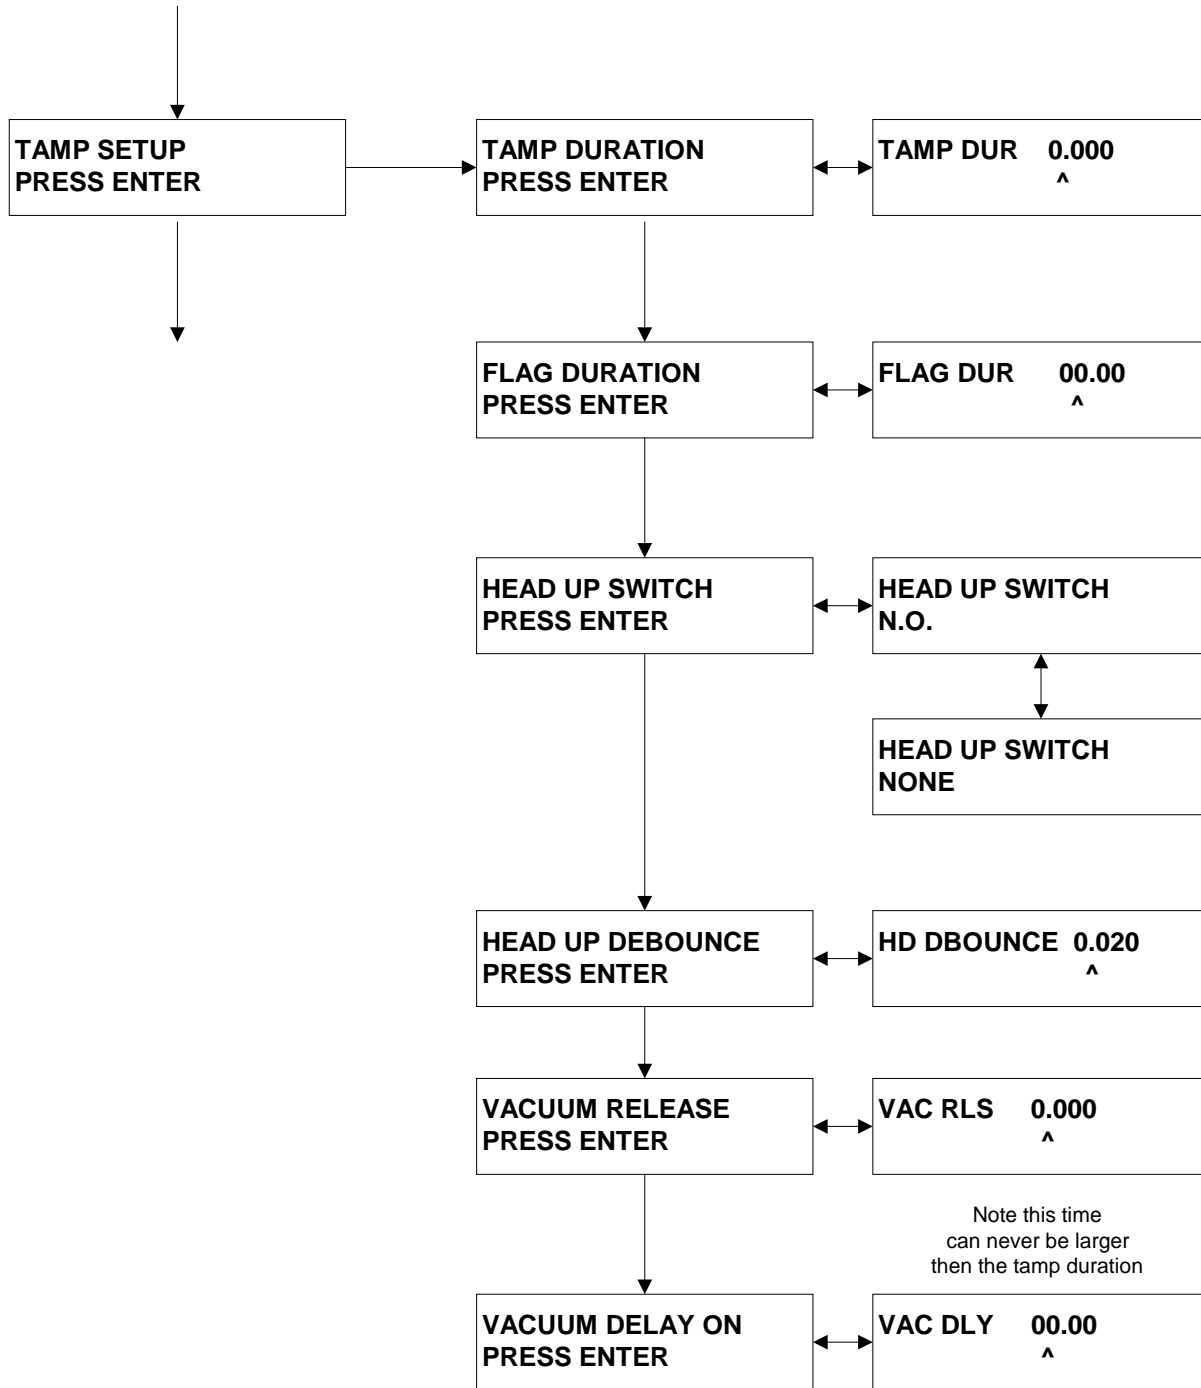 TAMP SETUP
PRESS ENTER
TAMP DURATION
PRESS ENTER
TAMP DUR 0.000
^
FLAG DURATION
PRESS ENTER
FLAG DUR 00.00
^
HEAD UP SWITCH
PRESS ENTER
HEAD UP SWITCH
N.O.
HEAD UP SWITCH
NONE
HEAD UP DEBOUNCE
PRESS ENTER
HD DBOUNCE 0.020
^
VACUUM RELEASE
PRESS ENTER
VAC RLS 0.000
^
Note this time
can never be larger
then the tamp duration
VACUUM DELAY ON
PRESS ENTER
VAC DLY 00.00
^